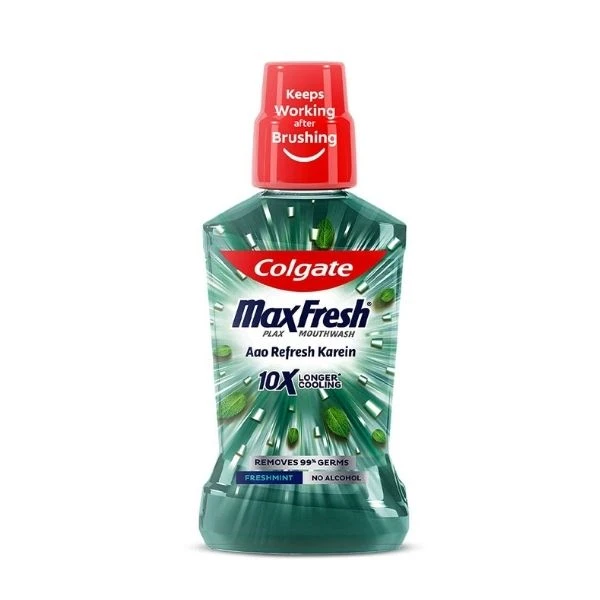 Keeps
Working
after
Brushing
Colgate
MaxFresh®
PLAX MOUTHWASH
Aao Refresh Karein
10X LONGER*
COOLING
REMOVES 99% GERMS
FRESHMINT NO ALCOHOL